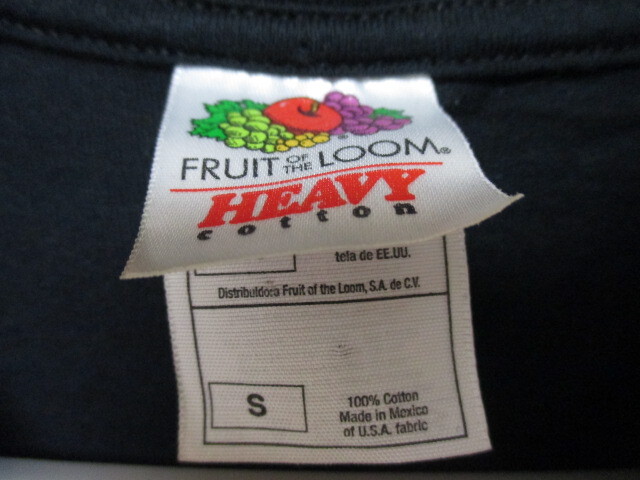 FRUIT OF THE LOOM®
HEAVY
cotton
tela de EE.UU.
Distribuidora Fruit of the Loom, S.A. de C.V.
S
100% Cotton
Made in Mexico
of U.S.A. fabric